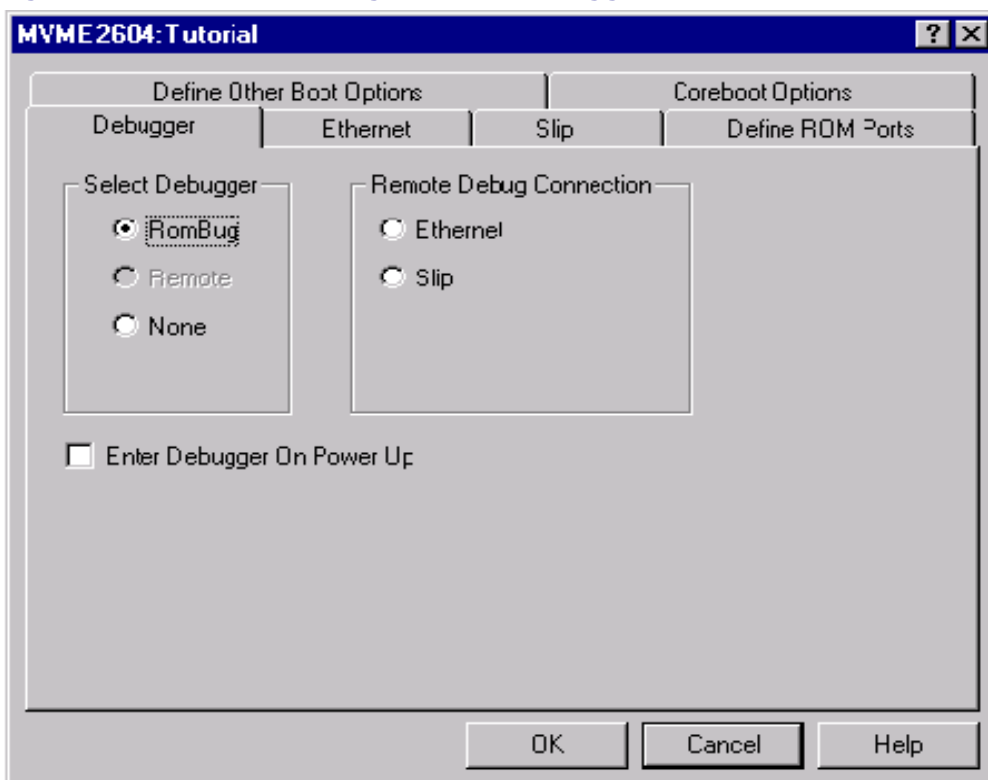 MVME2604:Tutorial
Define Other Boot Options
Coreboot Options
Debugger
Ethernet
Slip
Define ROM Ports
Select Debugger
Remote Debug Connection
RomBug
Ethernet
Remote
Slip
None
Enter Debugger On Power Up
OK
Cancel
Help